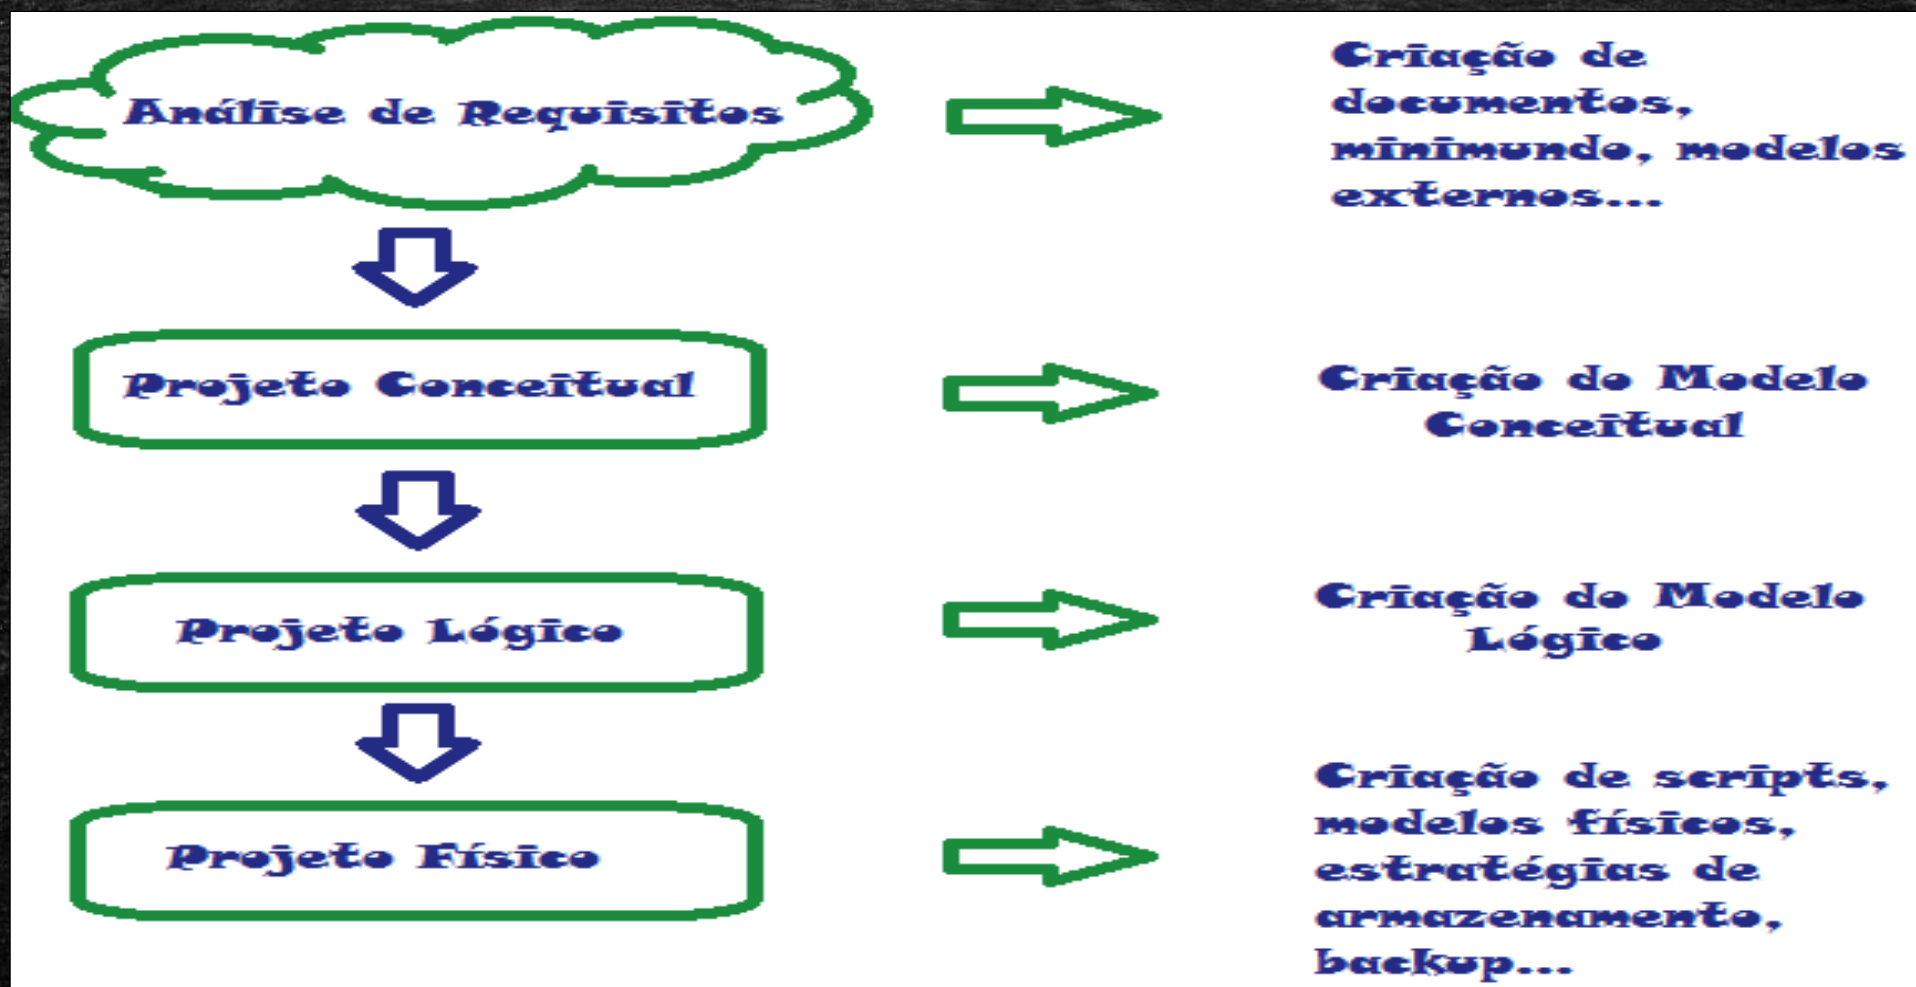 Análise de Requisitos
Criação de
documentos,
minimundo, modelos
externos...
Projeto Conceitual
Criação do Modelo
Conceitual
Projeto Lógico
Criação do Modelo
Lógico
Projeto Físico
Criação de scripts,
modelos físicos,
estratégias de
armazenamento,
backup...